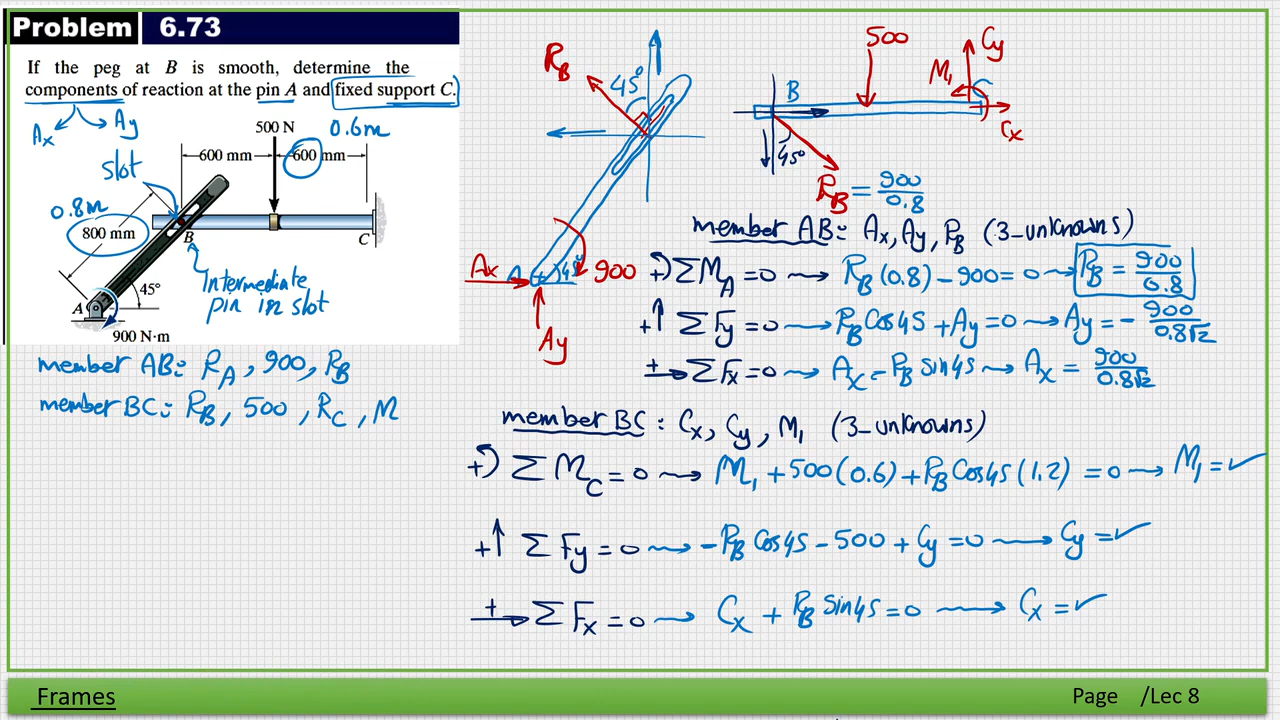 Problem 6.73
If the peg at B is smooth, determine the
components of reaction at the pin A and fixed support C.
Ax Ay
500 N 0.6m
slot
600 mm 600 mm
0.8m
800 mm
B
C
Intermediate
pin in slot
45°
A
900 N·m
member AB: RA, 900, RB
member BC: RB, 500, RC, M
RB
45°
Ax A 45° 900
Ay
500
Cy
M1
B
C
Cx
45°
RB = 900/0.8
member AB: Ax, Ay, RB (3-unknowns)
+) ΣMA = 0 → RB(0.8) - 900 = 0 → RB = 900/0.8
+↑ ΣFy = 0 → RB Cos45 + Ay = 0 → Ay = - 900/0.8√2
+→ ΣFx = 0 → Ax - RB Sin45 → Ax = 900/0.8√2
member BC: Cx, Cy, M1 (3-unknowns)
+) ΣMC = 0 → M1 + 500(0.6) + RB Cos45 (1.2) = 0 → M1 = ✓
+↑ ΣFy = 0 → - RB Cos45 - 500 + Cy = 0 → Cy = ✓
+→ ΣFx = 0 → Cx + RB Sin45 = 0 → Cx = ✓
Frames
Page /Lec 8